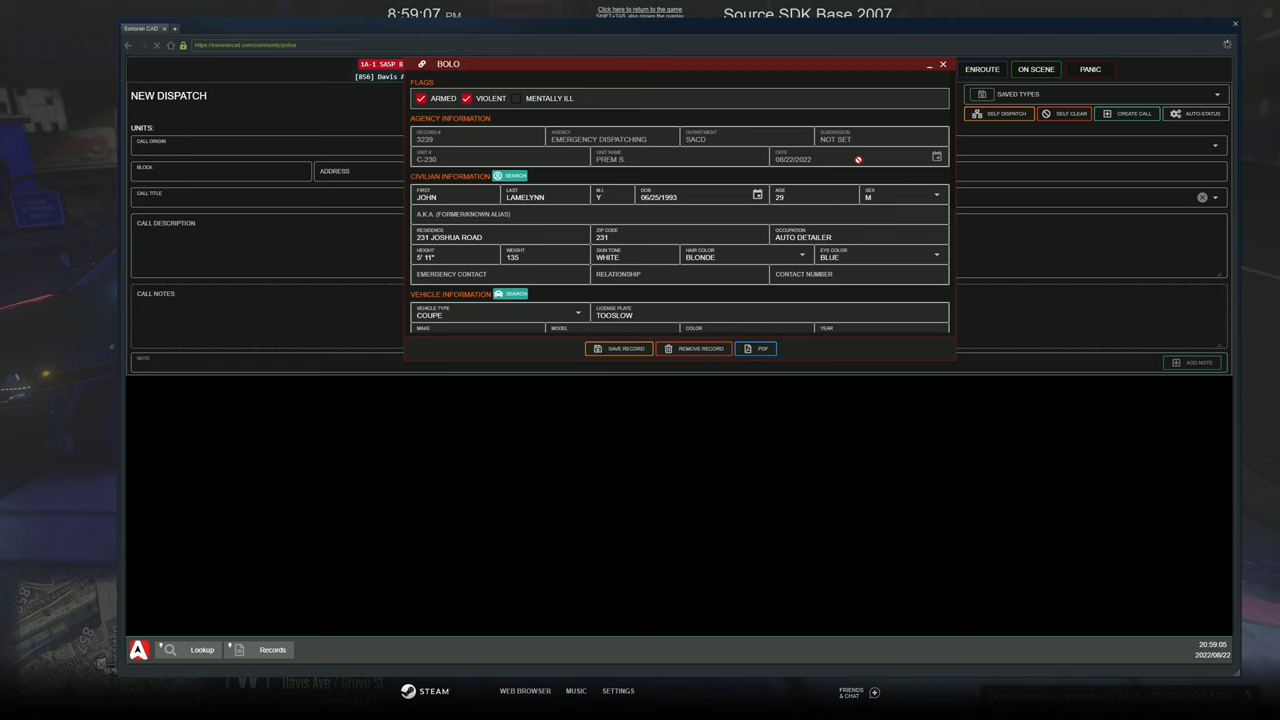 8:59:07 PM
Click here to return to the game
SHIFT+TAB also closes the overlay
Source SDK Base 2007
Sonoran CAD
https://sonorancad.com/community/police
1A-1 SASP B
[856] Davis A
BOLO
ENROUTE ON SCENE PANIC
NEW DISPATCH
SAVED TYPES
SELF DISPATCH SELF CLEAR CREATE CALL AUTO-STATUS
UNITS:
CALL ORIGIN
BLOCK ADDRESS
CALL TITLE
CALL DESCRIPTION
CALL NOTES
NOTE
ADD NOTE
FLAGS
ARMED VIOLENT MENTALLY ILL
AGENCY INFORMATION
RECORD # AGENCY DEPARTMENT SUBDIVISION
3239 EMERGENCY DISPATCHING SACD NOT SET
UNIT # UNIT NAME DATE
C-230 PREM S. 08/22/2022
CIVILIAN INFORMATION SEARCH
FIRST LAST M.I. DOB AGE SEX
JOHN LAMELYNN Y 06/25/1993 29 M
A.K.A. (FORMER/KNOWN ALIAS)
RESIDENCE ZIP CODE OCCUPATION
231 JOSHUA ROAD 231 AUTO DETAILER
HEIGHT WEIGHT SKIN TONE HAIR COLOR EYE COLOR
5' 11" 135 WHITE BLONDE BLUE
EMERGENCY CONTACT RELATIONSHIP CONTACT NUMBER
VEHICLE INFORMATION SEARCH
VEHICLE TYPE LICENSE PLATE
COUPE TOOSLOW
MAKE MODEL COLOR YEAR
SAVE RECORD REMOVE RECORD PDF
Lookup Records
20:59:05
2022/08/22
Davis Ave / Grove St
STEAM WEB BROWSER MUSIC SETTINGS
FRIENDS
& CHAT